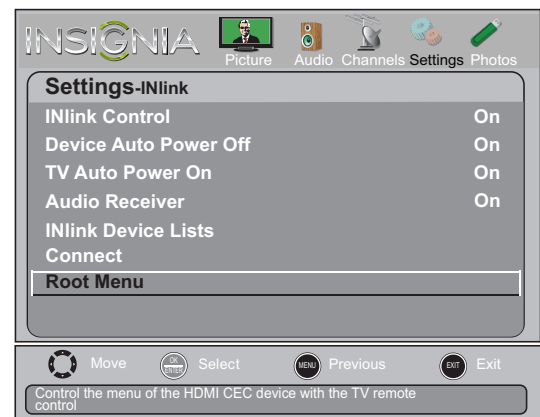 INSIGNIA
Picture Audio Channels Settings Photos
Settings-INlink
INlink Control On
Device Auto Power Off On
TV Auto Power On On
Audio Receiver On
INlink Device Lists
Connect
Root Menu
Move OK ENTER Select MENU Previous EXIT Exit
Control the menu of the HDMI CEC device with the TV remote
control